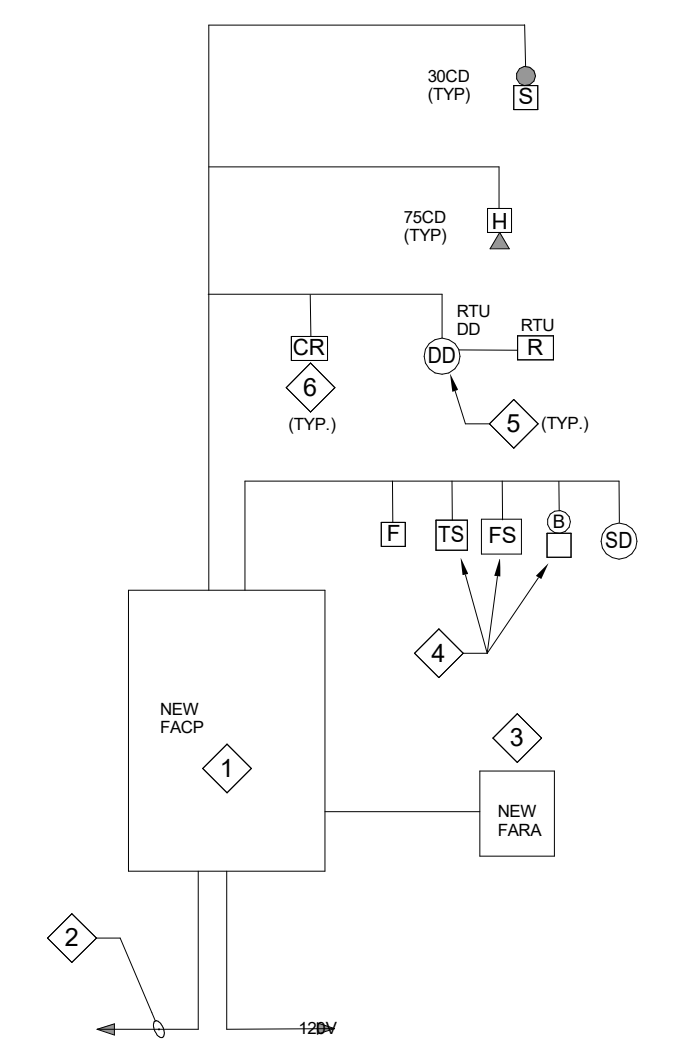 30CD
(TYP)
S
75CD
(TYP)
H
RTU
DD
RTU
CR
DD
R
6
(TYP.)
5
(TYP.)
F
TS
FS
B
SD
4
NEW
FACP
1
3
NEW
FARA
2
120V